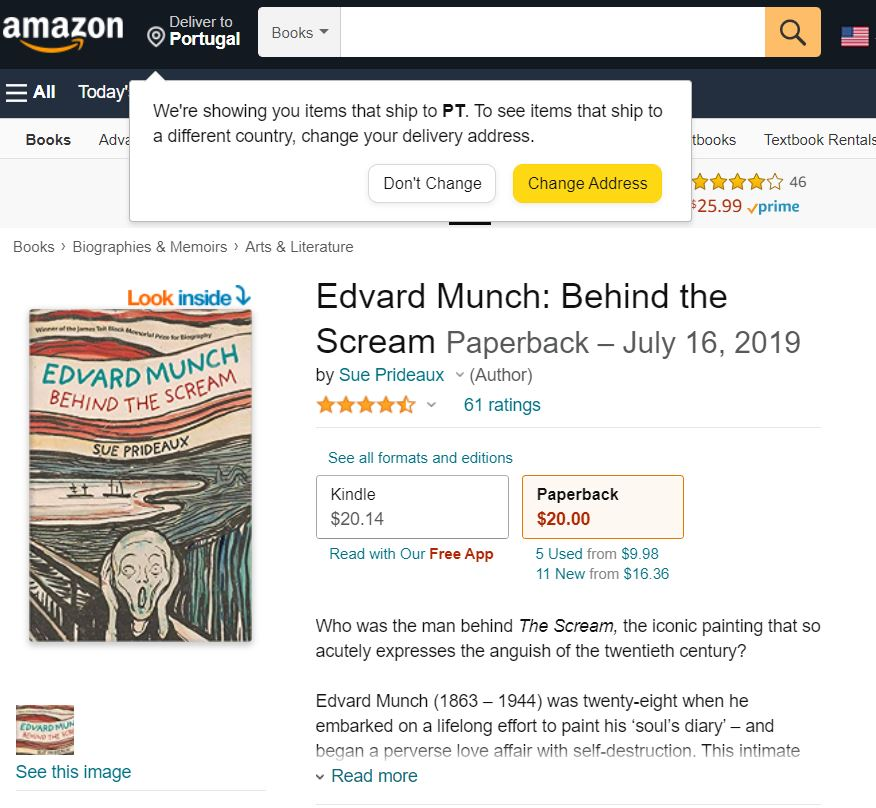 amazon
Deliver to
Portugal
Books
All
Today'
We're showing you items that ship to PT. To see items that ship to
a different country, change your delivery address.
Don't Change
Change Address
Books
Adva
tbooks
Textbook Rentals
46
$25.99 prime
Books › Biographies & Memoirs › Arts & Literature
Look inside
Winner of the James Tait Black Memorial Prize for Biography
EDVARD MUNCH
BEHIND THE SCREAM
SUE PRIDEAUX
EDVARD MUN
BEHIND THE SCR
See this image
Edvard Munch: Behind the
Scream Paperback – July 16, 2019
by Sue Prideaux (Author)
61 ratings
See all formats and editions
Kindle
$20.14
Paperback
$20.00
Read with Our Free App
5 Used from $9.98
11 New from $16.36
Who was the man behind The Scream, the iconic painting that so
acutely expresses the anguish of the twentieth century?
Edvard Munch (1863 – 1944) was twenty-eight when he
embarked on a lifelong effort to paint his ‘soul’s diary’ – and
began a perverse love affair with self-destruction. This intimate
Read more